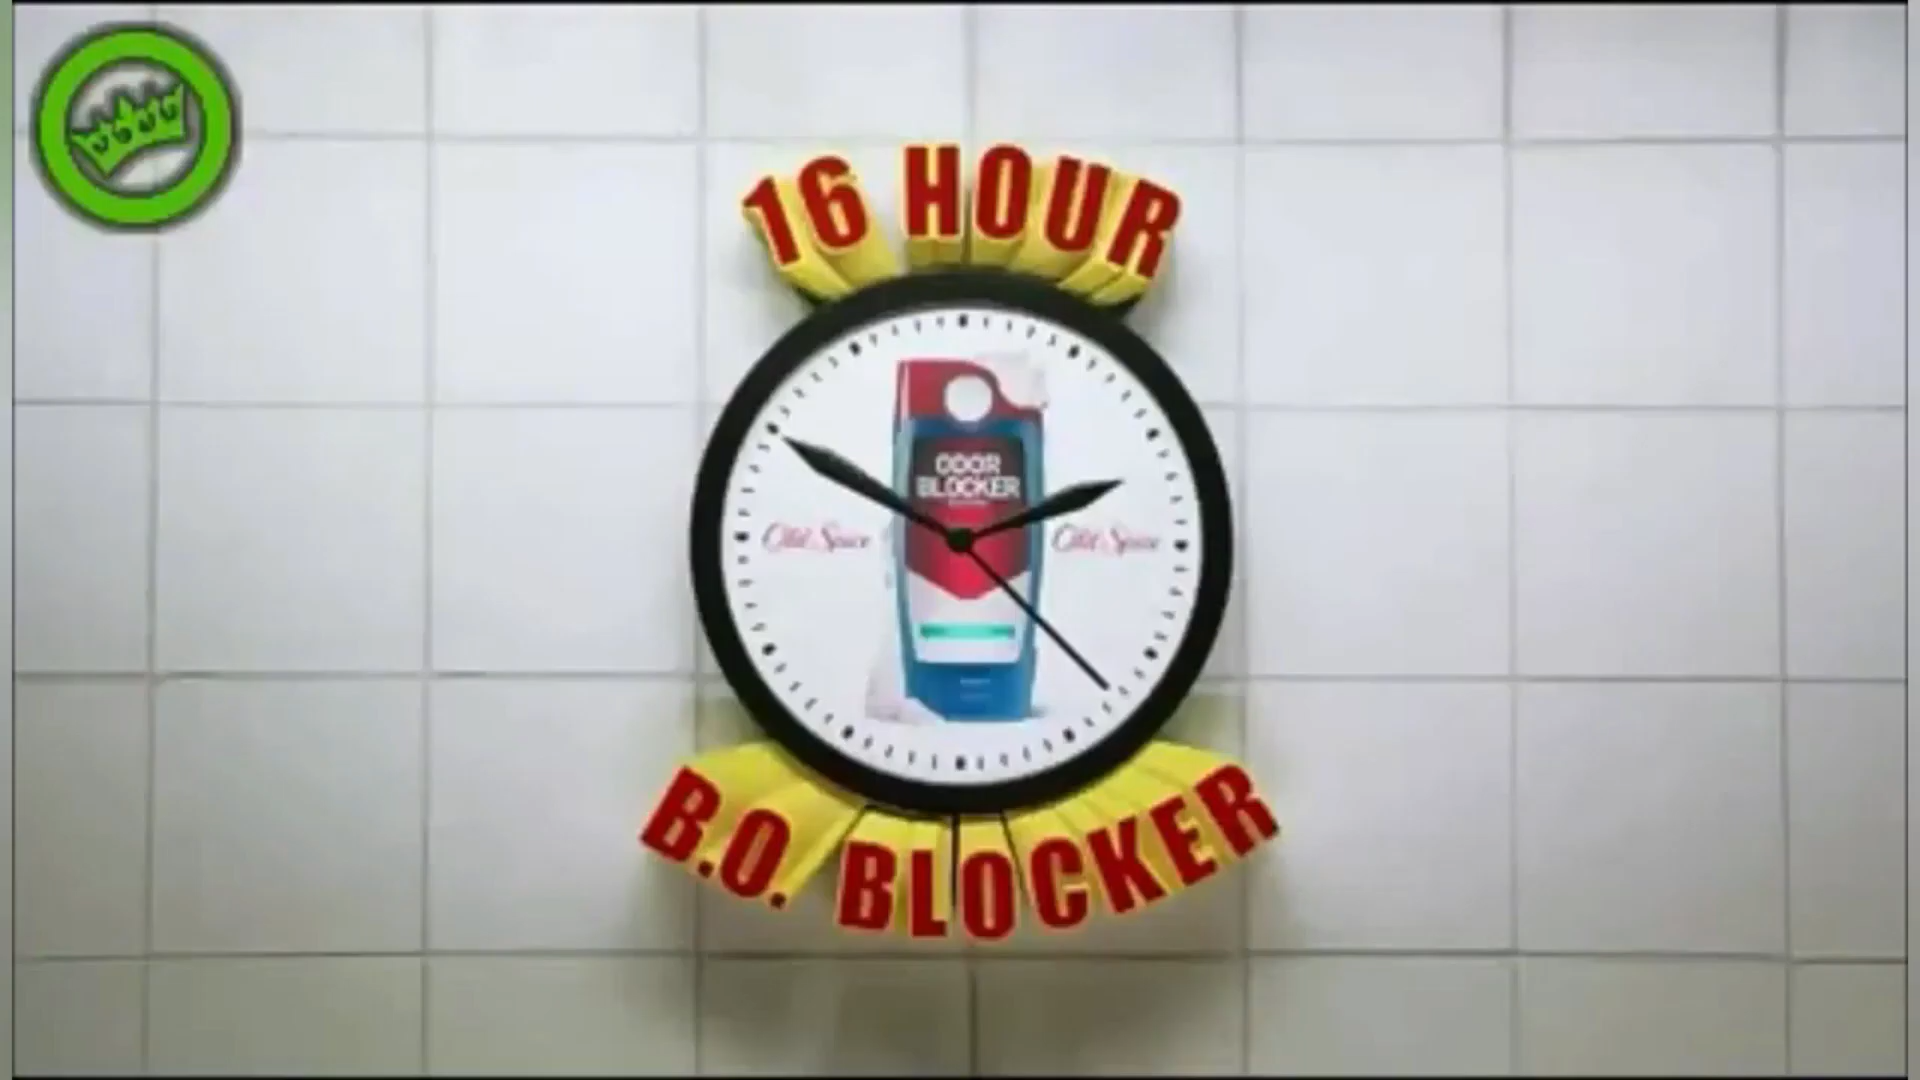 16 HOUR
ODOR
BLOCKER
Old Spice Old Spice
B.O. BLOCKER